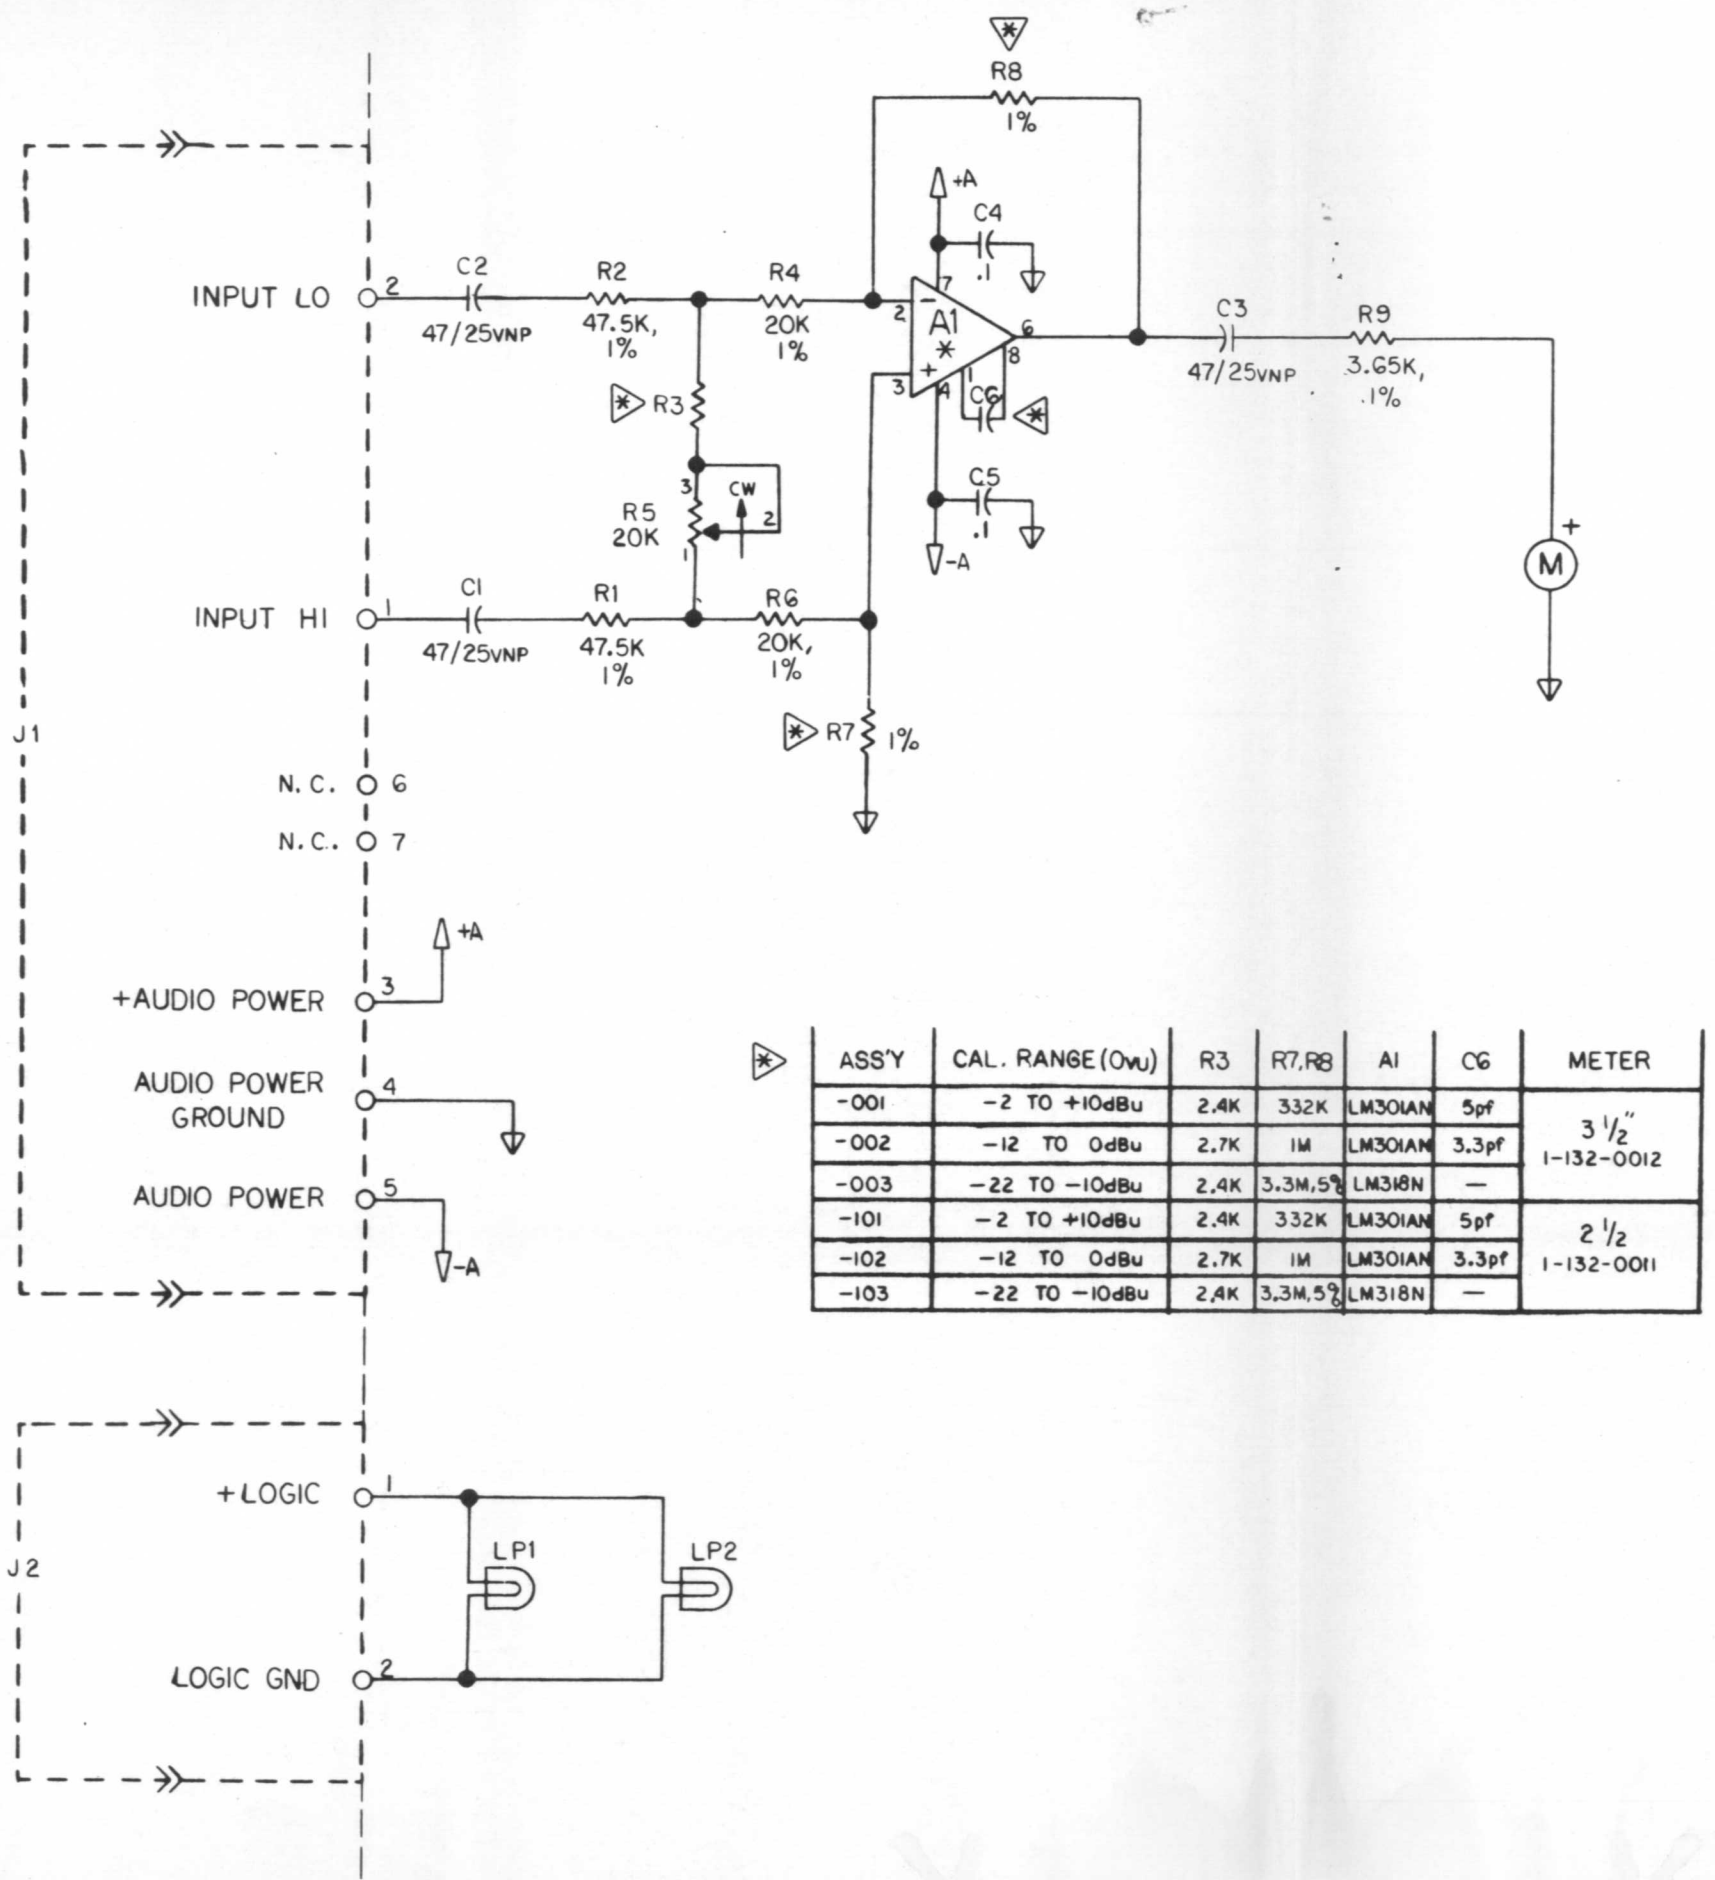 *
R8
1%
+A
C4
.1
INPUT LO
2
C2
47/25VNP
R2
47.5K,
1%
R4
20K
1%
2
7
A1
*
6
8
3
4
1
C6
*
C3
47/25VNP
R9
3.65K,
.1%
* R3
3
CW
2
R5
20K
1
C5
.1
-A
+
M
INPUT HI
1
C1
47/25VNP
R1
47.5K
1%
R6
20K,
1%
* R7
1%
J1
N.C. 6
N.C. 7
+A
+AUDIO POWER
3
AUDIO POWER
GROUND
4
AUDIO POWER
5
-A
* ASS'Y CAL. RANGE(0VU) R3 R7,R8 A1 C6 METER
-001 -2 TO +10dBu 2.4K 332K LM301AN 5pf
-002 -12 TO 0dBu 2.7K 1M LM301AN 3.3pf
3 1/2"
1-132-0012
-003 -22 TO -10dBu 2.4K 3.3M,5% LM318N —
-101 -2 TO +10dBu 2.4K 332K LM301AN 5pf
-102 -12 TO 0dBu 2.7K 1M LM301AN 3.3pf
2 1/2
1-132-0011
-103 -22 TO -10dBu 2.4K 3.3M,5% LM318N —
+LOGIC
1
LP1
LP2
J2
LOGIC GND
2